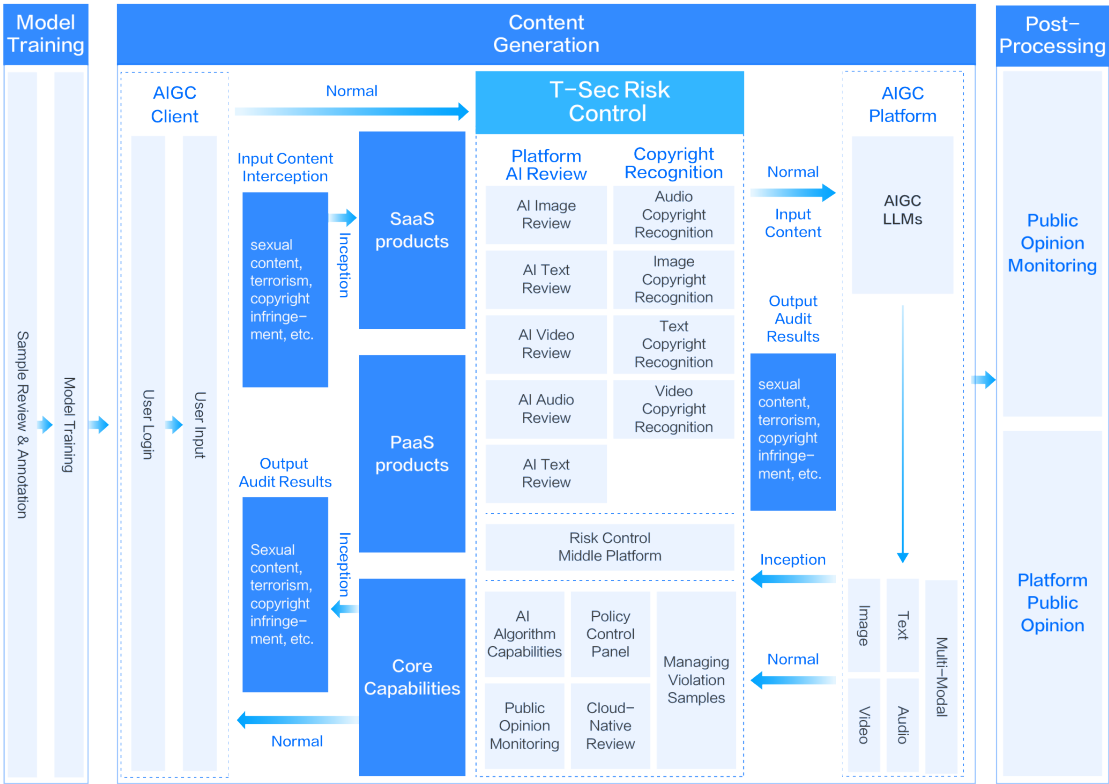 Model
Training
Sample Review & Annotation
Model Training
Content
Generation
AIGC
Client
User Login
User Input
Normal
Input Content
Interception
sexual
content,
terrorism,
copyright
infringe-
ment, etc.
Inception
Output
Audit Results
Sexual
content,
terrorism,
copyright
infringe-
ment, etc.
Inception
Normal
SaaS
products
PaaS
products
Core
Capabilities
T-Sec Risk
Control
Platform
AI Review
AI Image
Review
AI Text
Review
AI Video
Review
AI Audio
Review
AI Text
Review
Copyright
Recognition
Audio
Copyright
Recognition
Image
Copyright
Recognition
Text
Copyright
Recognition
Video
Copyright
Recognition
Risk Control
Middle Platform
AI
Algorithm
Capabilities
Policy
Control
Panel
Public
Opinion
Monitoring
Cloud-
Native
Review
Managing
Violation
Samples
Normal
Input
Content
Output
Audit
Results
sexual
content,
terrorism,
copyright
infringe-
ment, etc.
Inception
Normal
AIGC
Platform
AIGC
LLMs
Image
Text
Video
Audio
Multi-Modal
Post-
Processing
Public
Opinion
Monitoring
Platform
Public
Opinion